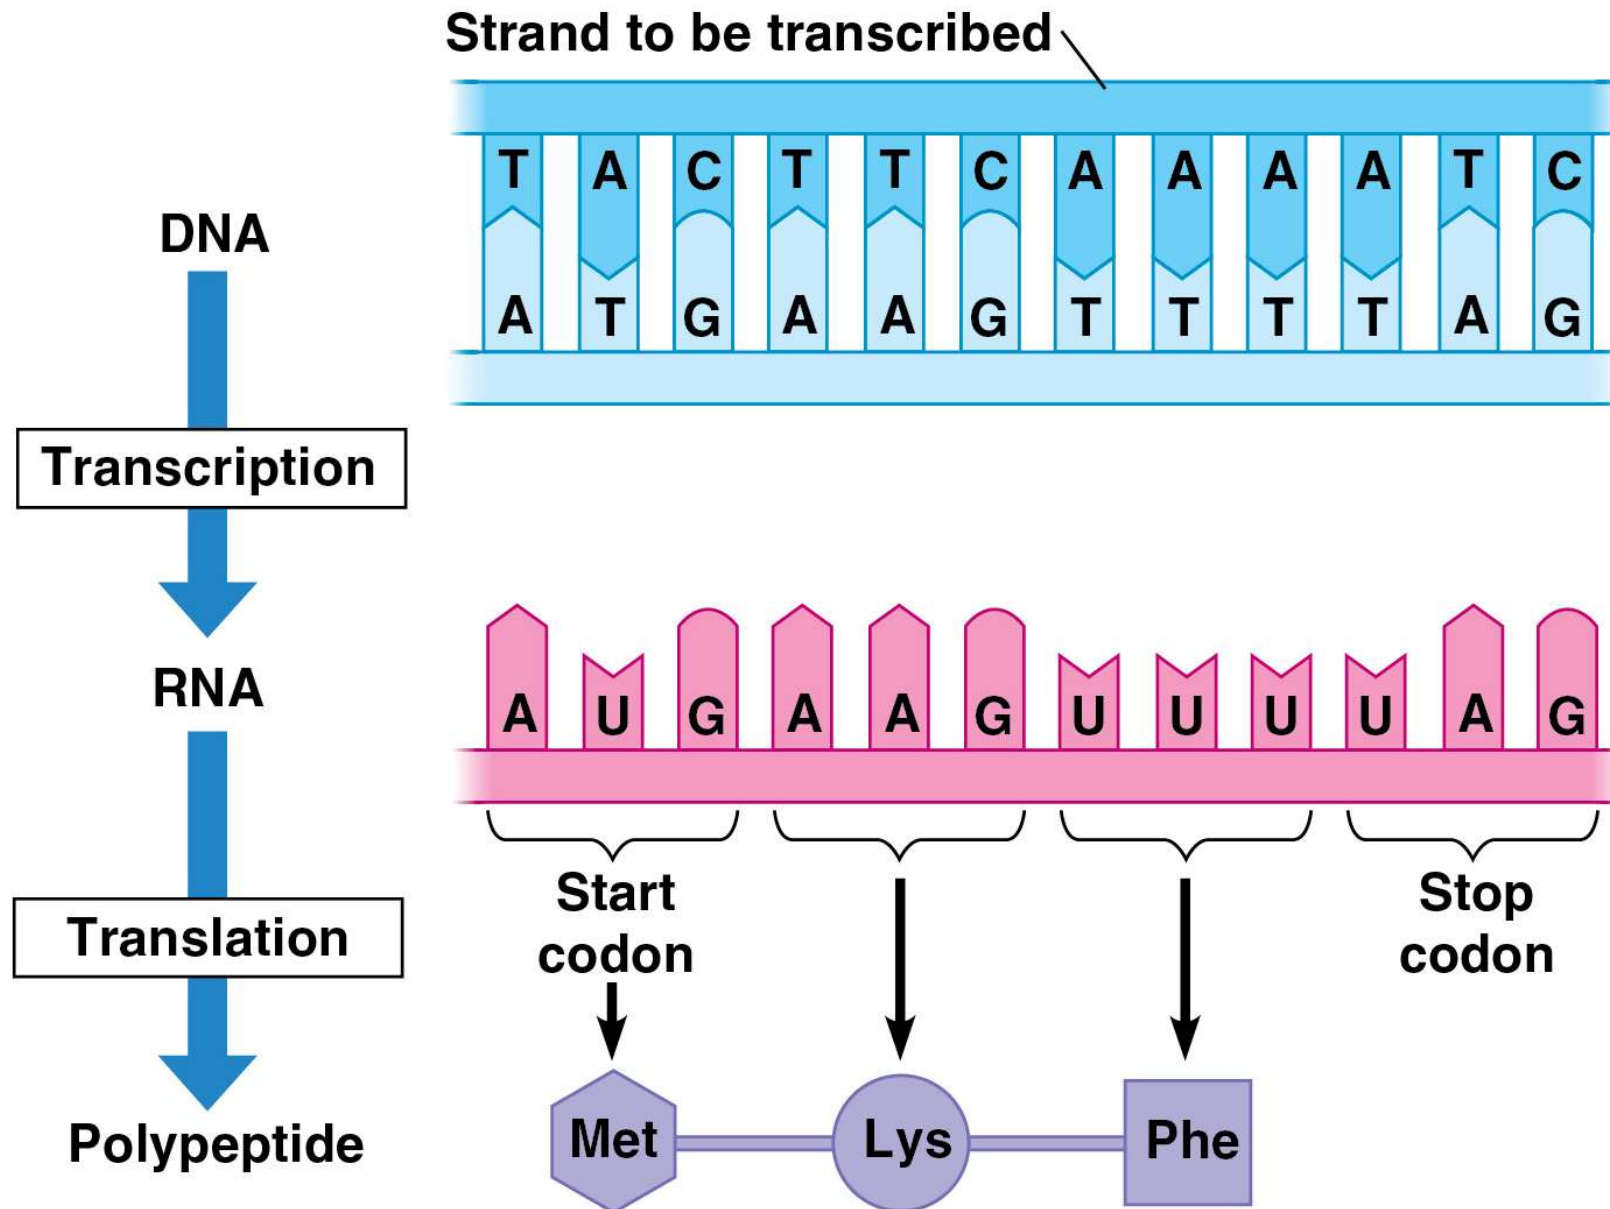 Strand to be transcribed
T A C T T C A A A A T C
DNA
A T G A A G T T T T A G
Transcription
RNA
A U G A A G U U U U A G
Start
codon
Stop
codon
Translation
Met Lys Phe
Polypeptide